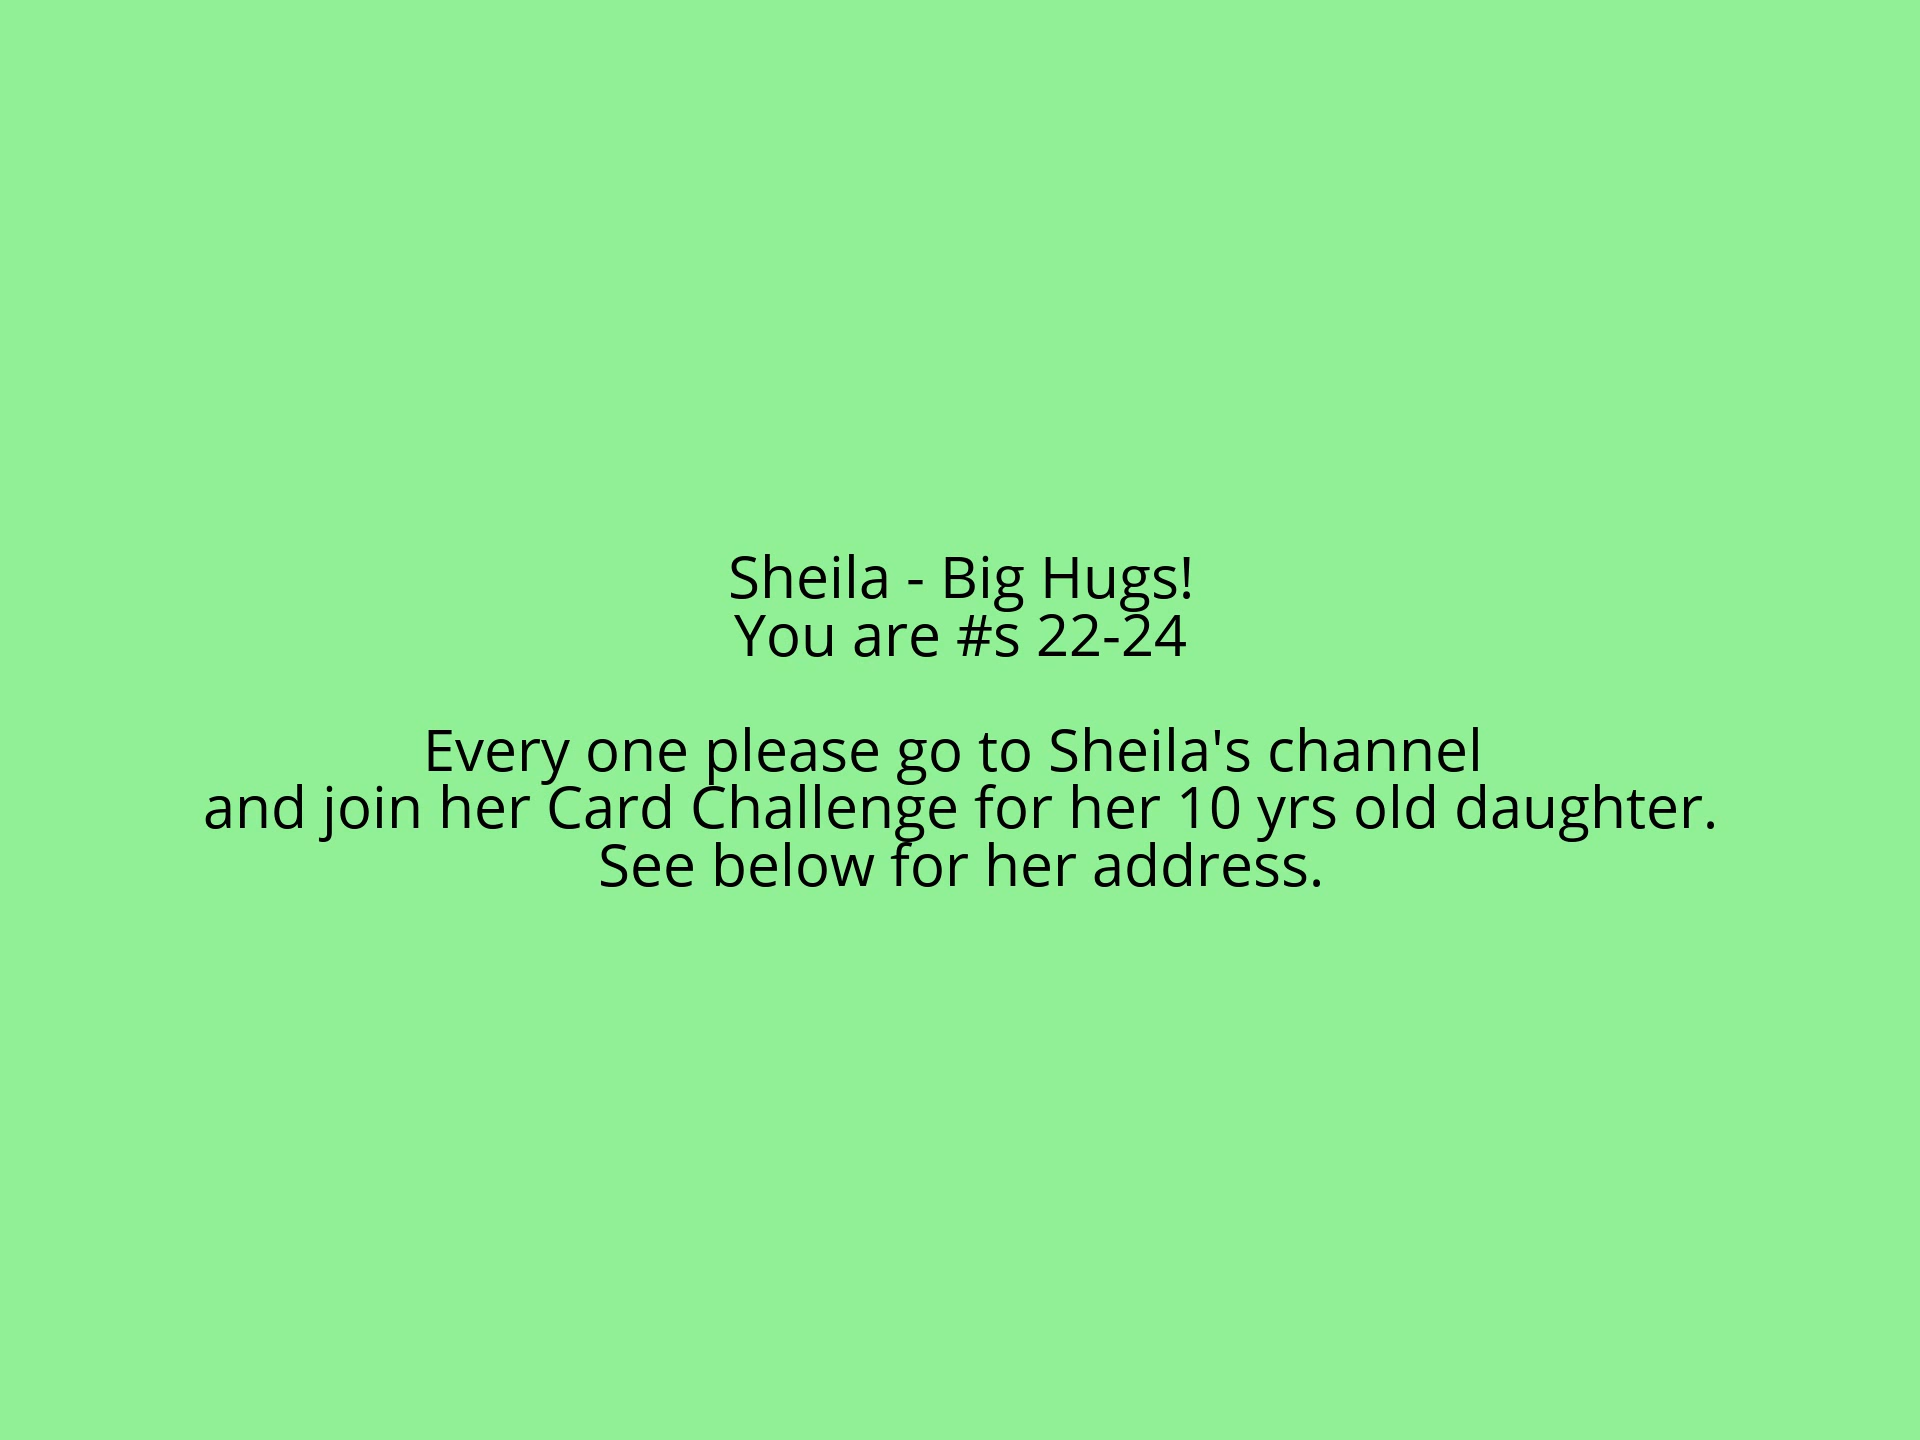 Sheila - Big Hugs!
You are #s 22-24
Every one please go to Sheila's channel
and join her Card Challenge for her 10 yrs old daughter.
See below for her address.